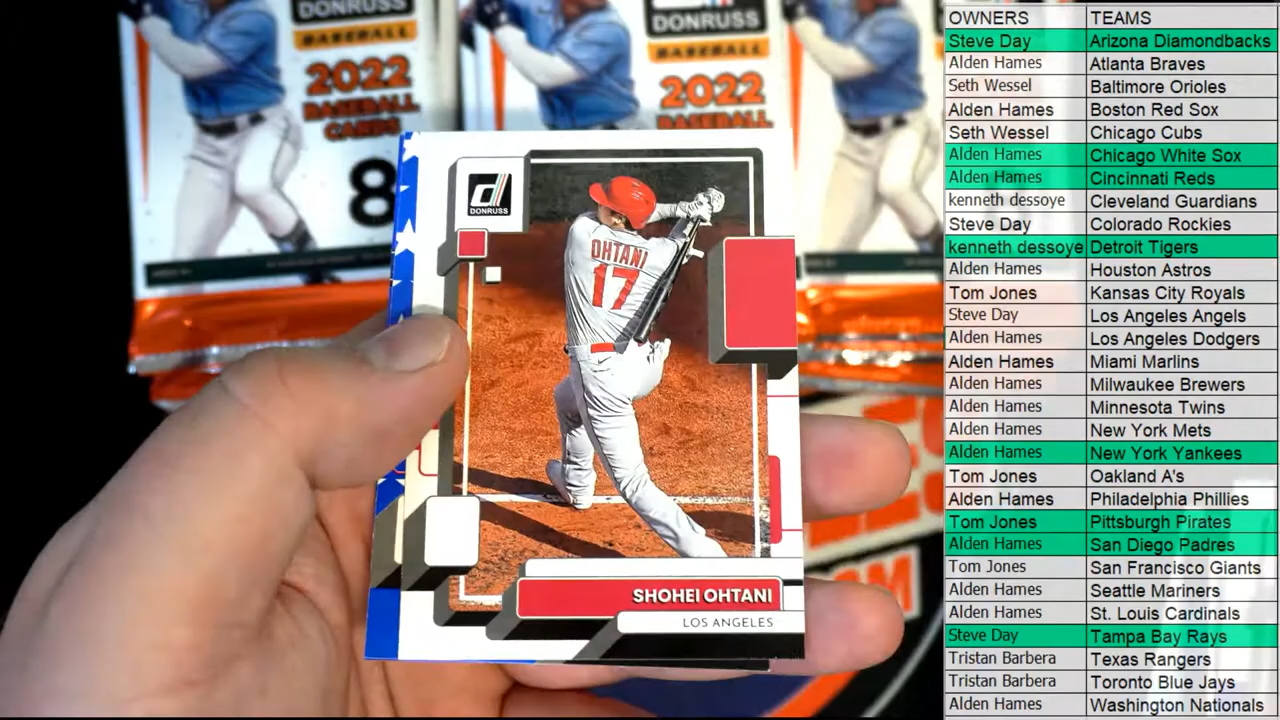 DONRUSS
BASEBALL
2022
BASEBALL
CARDS
8
DONRUSS
BASEBALL
2022
BASEBALL
DONRUSS
OHTANI
17
SHOHEI OHTANI
LOS ANGELES
OWNERS TEAMS
Steve Day Arizona Diamondbacks
Alden Hames Atlanta Braves
Seth Wessel Baltimore Orioles
Alden Hames Boston Red Sox
Seth Wessel Chicago Cubs
Alden Hames Chicago White Sox
Alden Hames Cincinnati Reds
kenneth dessoye Cleveland Guardians
Steve Day Colorado Rockies
kenneth dessoye Detroit Tigers
Alden Hames Houston Astros
Tom Jones Kansas City Royals
Steve Day Los Angeles Angels
Alden Hames Los Angeles Dodgers
Alden Hames Miami Marlins
Alden Hames Milwaukee Brewers
Alden Hames Minnesota Twins
Alden Hames New York Mets
Alden Hames New York Yankees
Tom Jones Oakland A's
Alden Hames Philadelphia Phillies
Tom Jones Pittsburgh Pirates
Alden Hames San Diego Padres
Tom Jones San Francisco Giants
Alden Hames Seattle Mariners
Alden Hames St. Louis Cardinals
Steve Day Tampa Bay Rays
Tristan Barbera Texas Rangers
Tristan Barbera Toronto Blue Jays
Alden Hames Washington Nationals